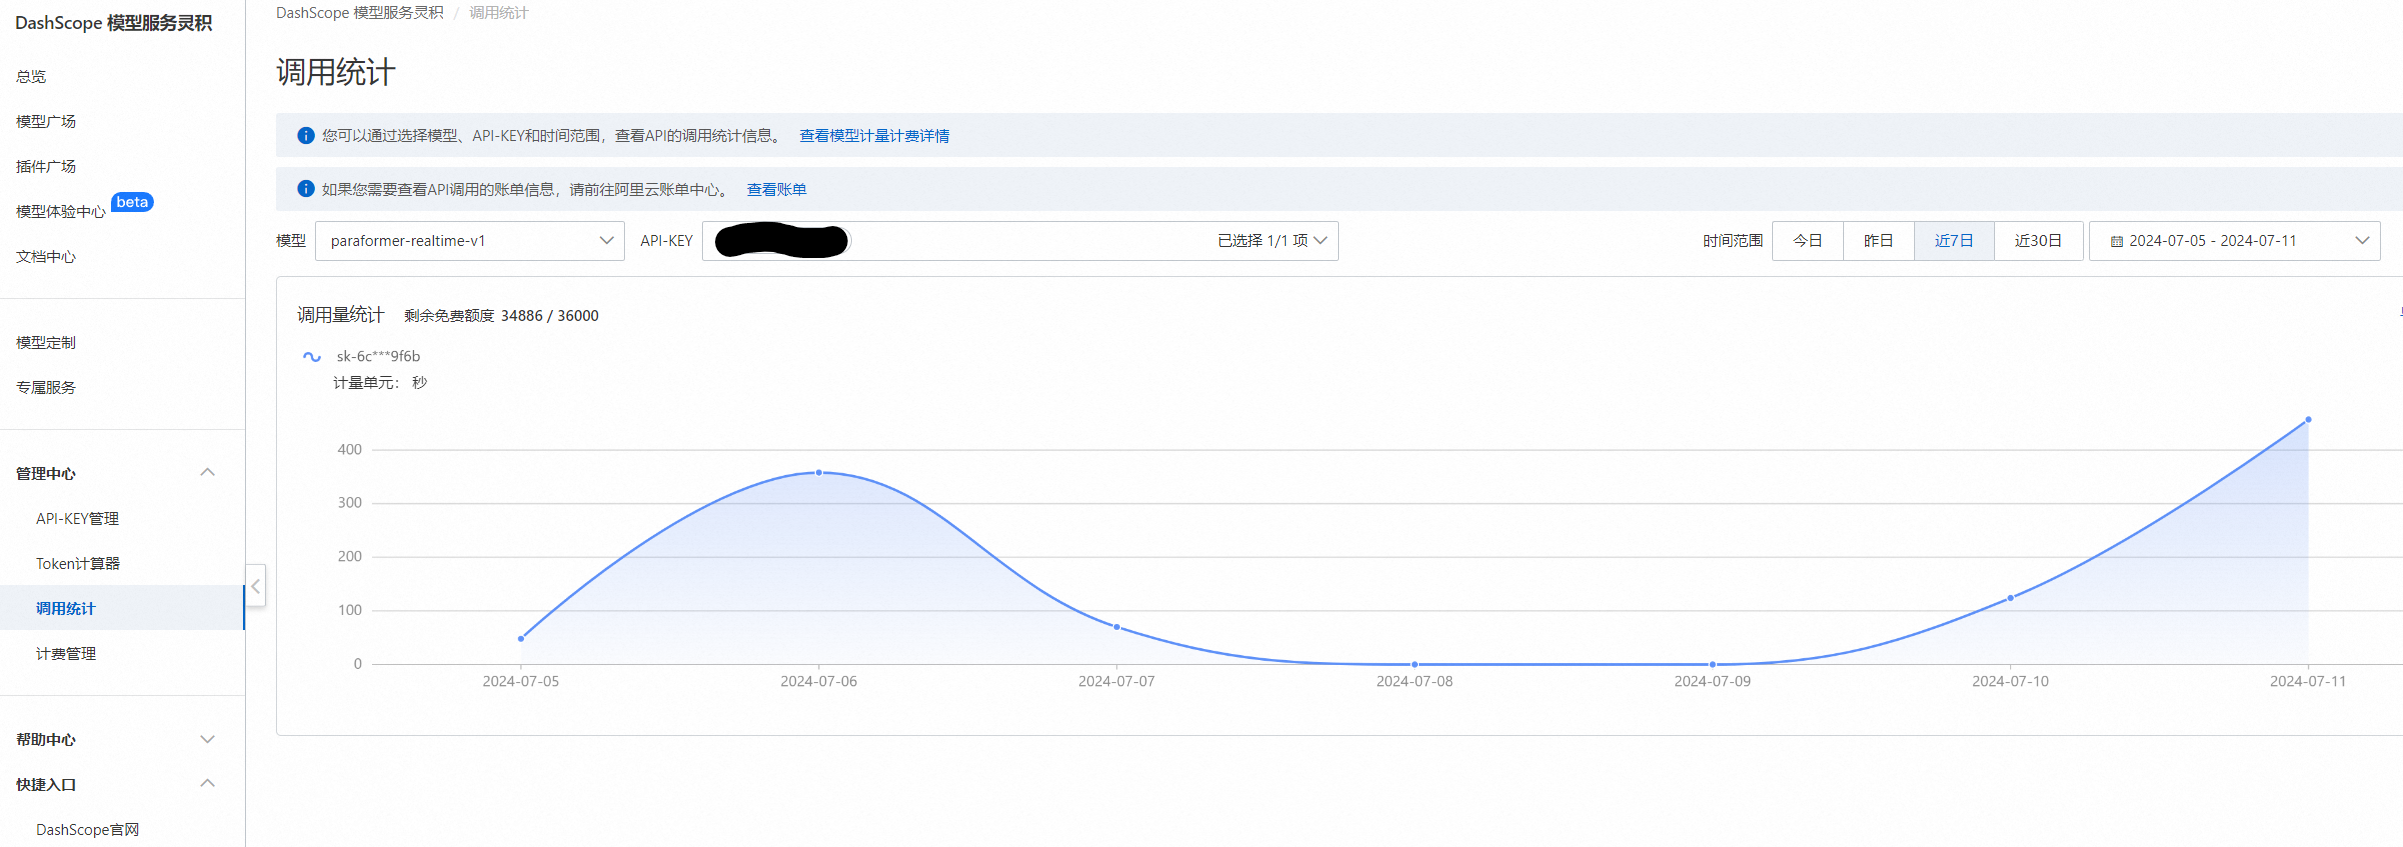 DashScope 模型服务灵积
总览
模型广场
插件广场
模型体验中心 beta
文档中心
模型定制
专属服务
管理中心
API-KEY管理
Token计算器
调用统计
计费管理
帮助中心
快捷入口
DashScope官网
DashScope 模型服务灵积 / 调用统计
调用统计
您可以通过选择模型、API-KEY和时间范围，查看API的调用统计信息。 查看模型计量计费详情
如果您需要查看API调用的账单信息，请前往阿里云账单中心。 查看账单
模型 paraformer-realtime-v1 API-KEY 已选择 1/1 项 时间范围 今日 昨日 近7日 近30日 2024-07-05 - 2024-07-11
调用量统计 剩余免费额度 34886 / 36000
sk-6c***9f6b
计量单元： 秒
400
300
200
100
0
2024-07-05 2024-07-06 2024-07-07 2024-07-08 2024-07-09 2024-07-10 2024-07-11